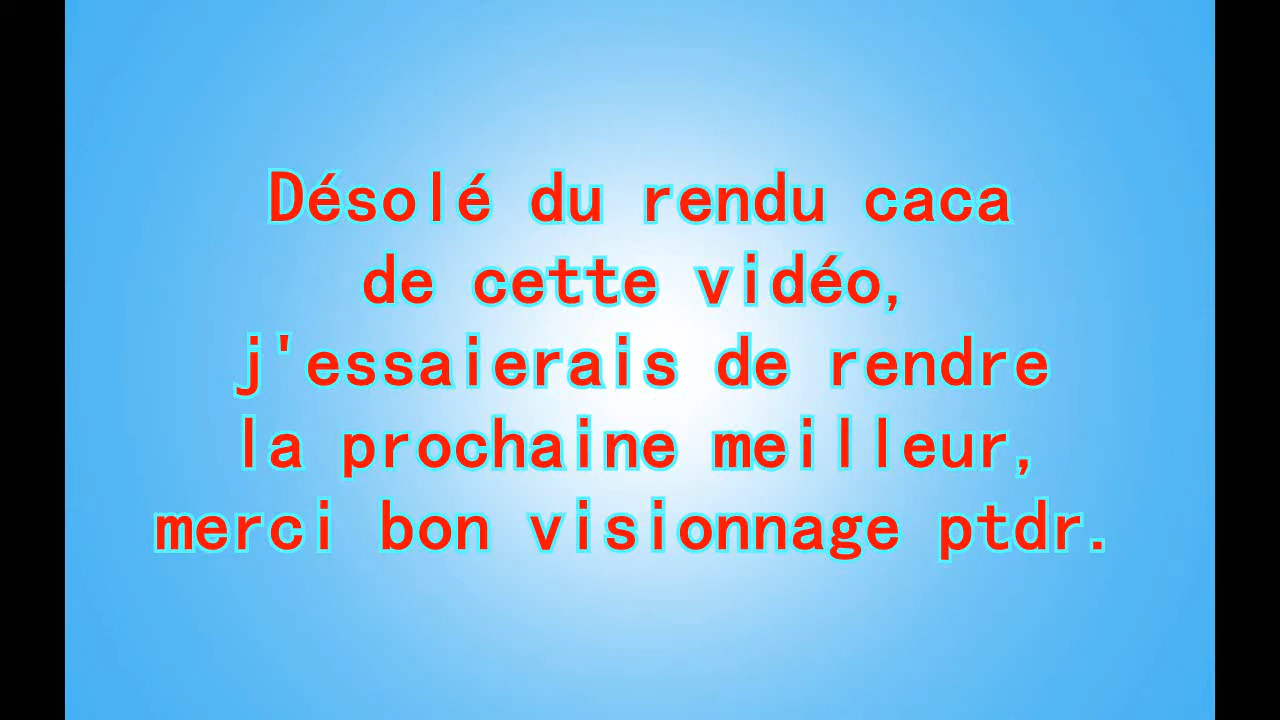 Désolé du rendu caca
de cette vidéo,
j'essaierais de rendre
la prochaine meilleur,
merci bon visionnage ptdr.